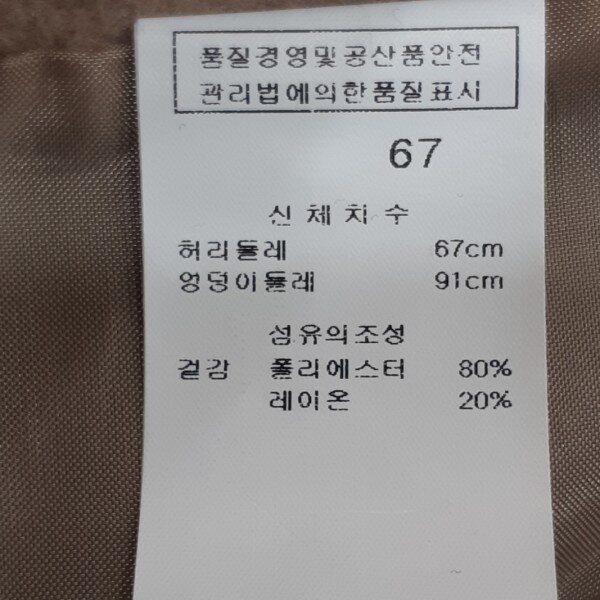 품질경영및공산품안전
관리법에의한품질표시
67
신체치수
허리둘레 67cm
엉덩이둘레 91cm
섬유의조성
겉감 폴리에스터 80%
레이온 20%